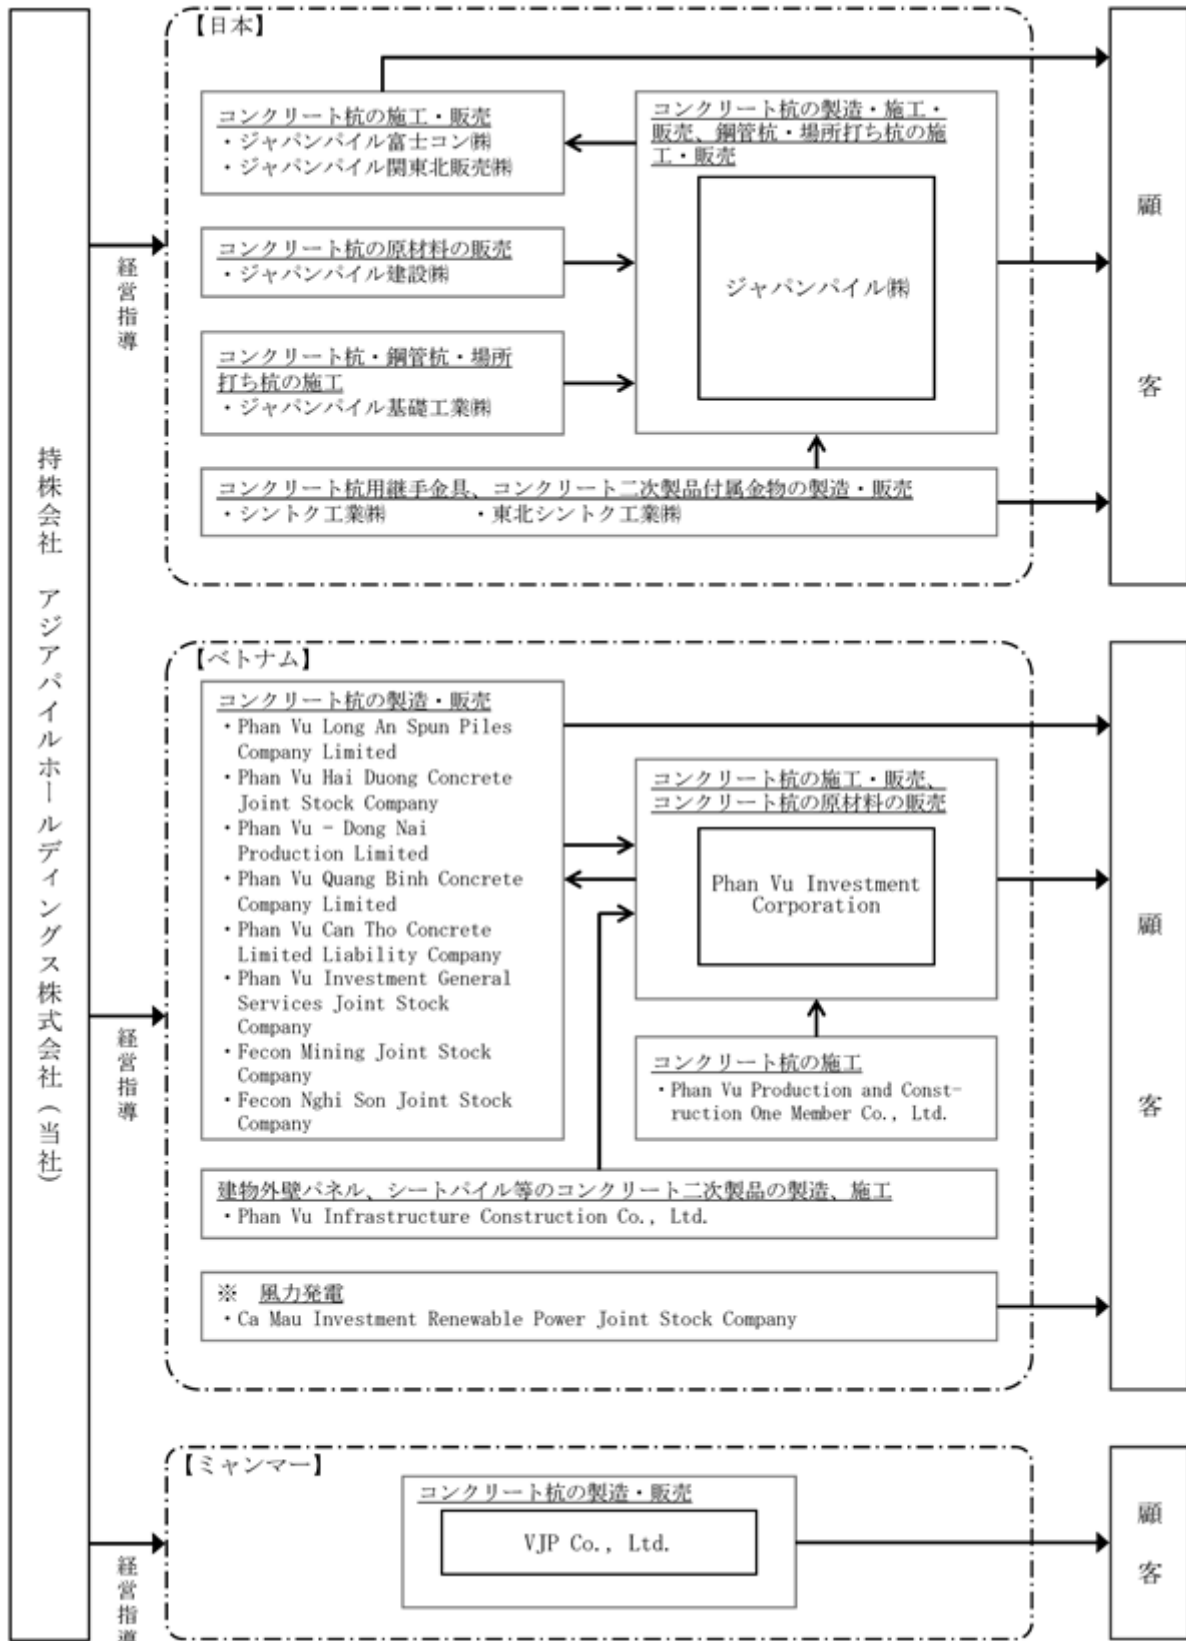 持株会社 アジアパイルホールディングス株式会社(当社)
経営指導
【日本】
コンクリート杭の施工・販売
・ジャパンパイル富士コン㈱
・ジャパンパイル関東北販売㈱
コンクリート杭の原材料の販売
・ジャパンパイル建設㈱
コンクリート杭・鋼管杭・場所
打ち杭の施工
・ジャパンパイル基礎工業㈱
コンクリート杭の製造・施工・
販売、鋼管杭・場所打ち杭の施
工・販売
ジャパンパイル㈱
コンクリート杭用継手金具、コンクリート二次製品付属金物の製造・販売
・シントク工業㈱ ・東北シントク工業㈱
顧客
経営指導
【ベトナム】
コンクリート杭の製造・販売
・Phan Vu Long An Spun Piles
Company Limited
・Phan Vu Hai Duong Concrete
Joint Stock Company
・Phan Vu - Dong Nai
Production Limited
・Phan Vu Quang Binh Concrete
Company Limited
・Phan Vu Can Tho Concrete
Limited Liability Company
・Phan Vu Investment General
Services Joint Stock
Company
・Fecon Mining Joint Stock
Company
・Fecon Nghi Son Joint Stock
Company
コンクリート杭の施工・販売、
コンクリート杭の原材料の販売
Phan Vu Investment
Corporation
コンクリート杭の施工
・Phan Vu Production and Const-
ruction One Member Co., Ltd.
建物外壁パネル、シートパイル等のコンクリート二次製品の製造、施工
・Phan Vu Infrastructure Construction Co., Ltd.
※ 風力発電
・Ca Mau Investment Renewable Power Joint Stock Company
顧客
経営指導
【ミャンマー】
コンクリート杭の製造・販売
VJP Co., Ltd.
顧客